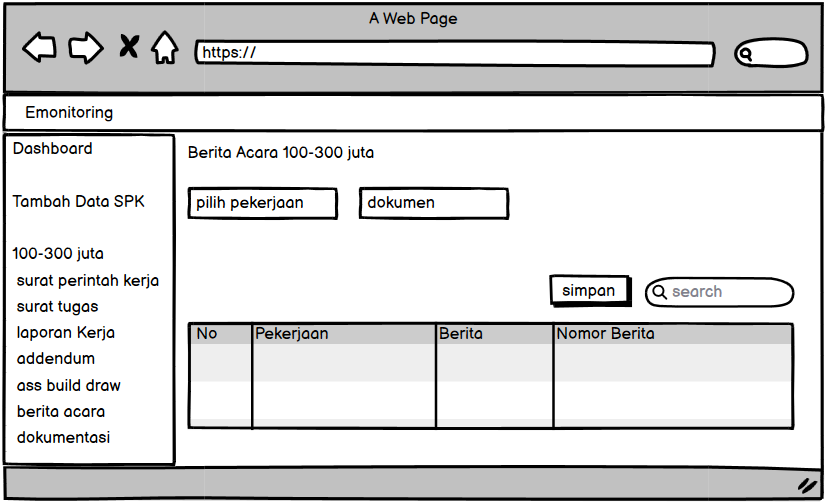 A Web Page
https://
Emonitoring
Dashboard
Tambah Data SPK
100-300 juta
surat perintah kerja
surat tugas
laporan Kerja
addendum
ass build draw
berita acara
dokumentasi
Berita Acara 100-300 juta
pilih pekerjaan dokumen
simpan search
No Pekerjaan Berita Nomor Berita